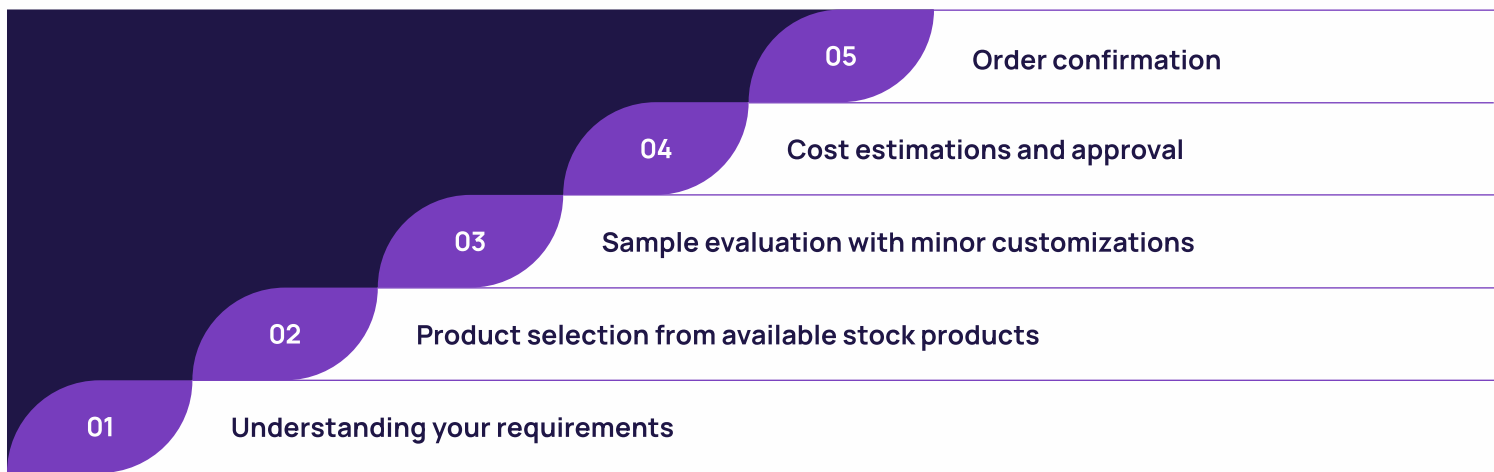 05 Order confirmation
04 Cost estimations and approval
03 Sample evaluation with minor customizations
02 Product selection from available stock products
01 Understanding your requirements